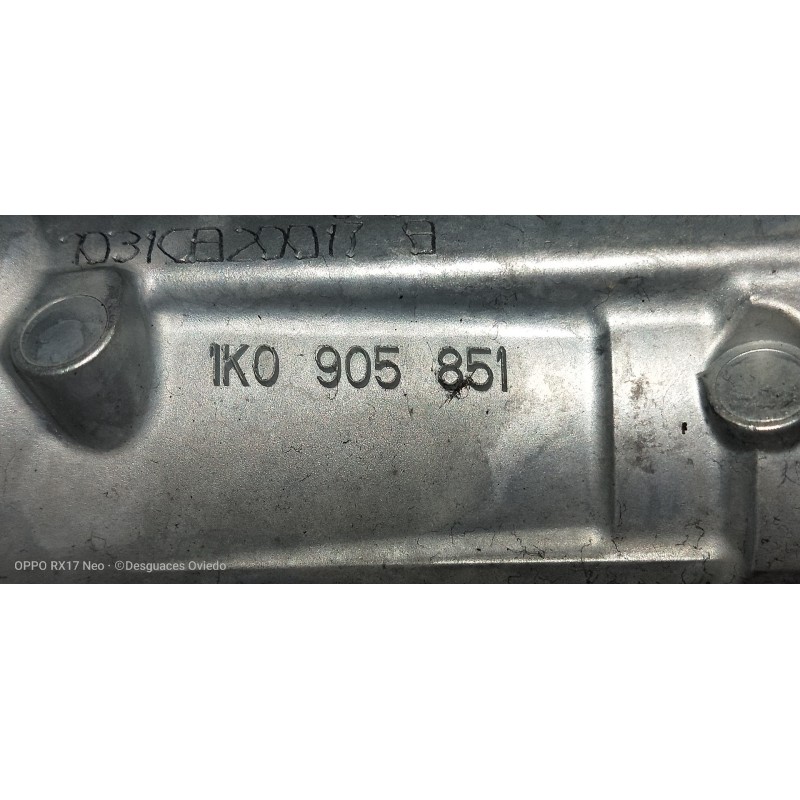 1K0 905 851
OPPO RX17 Neo · ©Desguaces Oviedo